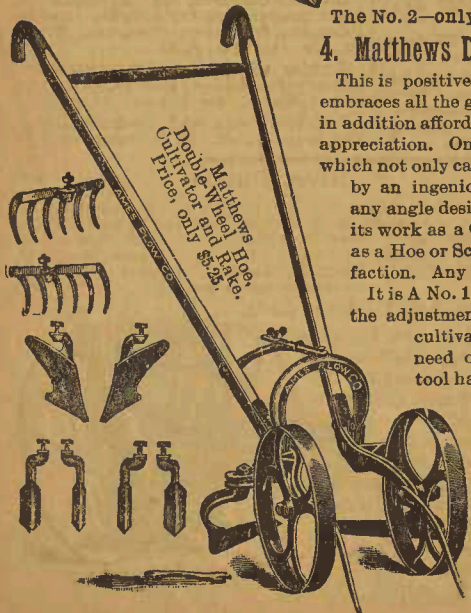 The No. 2—only
4. Matthews D
This is positive
embraces all the g
in addition afford
appreciation. On
which not only ca
by an ingenio
any angle desi
its work as a
as a Hoe or Sc
faction. Any
It is A No. 1
the adjustmen
cultiva
need o
tool ha
Matthews
Double-Wheel Hoe,
Cultivator and Rake.
Price, only $5.25.
AMES PLOW CO
AMES PLOW CO